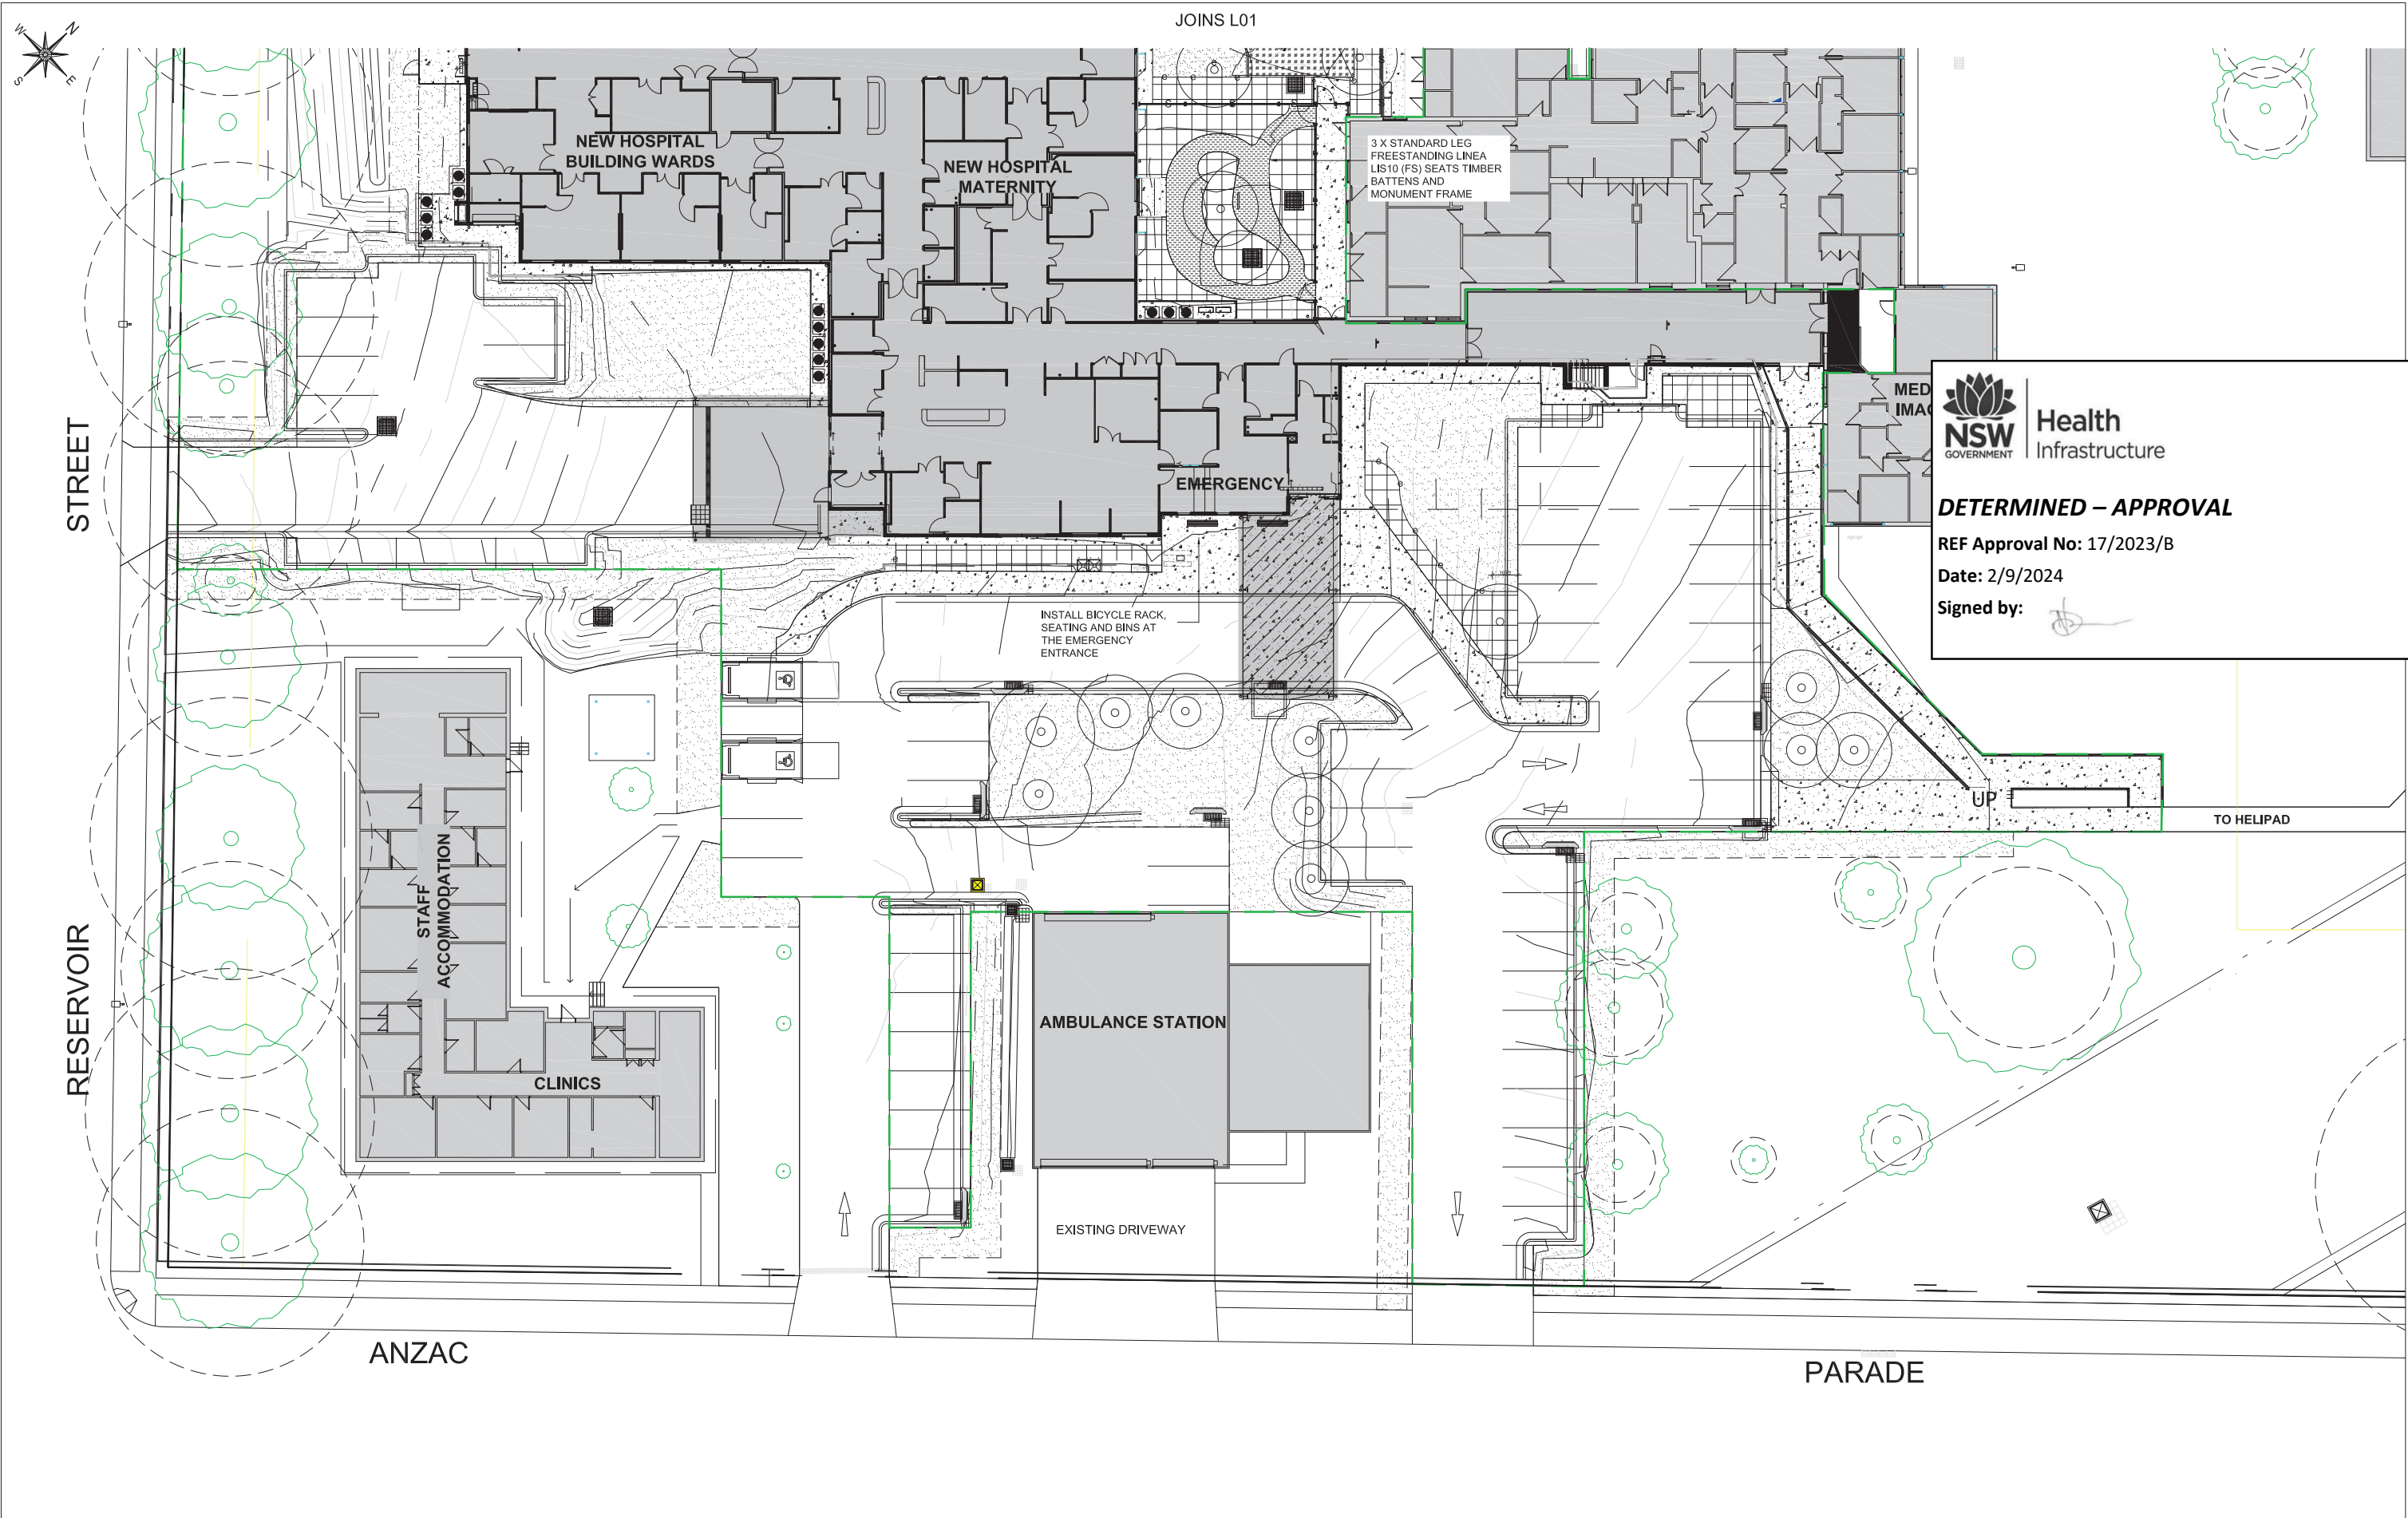 JOINS L01
W
N
S
E
NEW HOSPITAL
BUILDING WARDS
NEW HOSPITAL
MATERNITY
3 X STANDARD LEG
FREESTANDING LINEA
LIS10 (FS) SEATS TIMBER
BATTENS AND
MONUMENT FRAME
MED
IMAG
NSW
GOVERNMENT
Health
Infrastructure
DETERMINED – APPROVAL
REF Approval No: 17/2023/B
Date: 2/9/2024
Signed by:
STREET
EMERGENCY
INSTALL BICYCLE RACK,
SEATING AND BINS AT
THE EMERGENCY
ENTRANCE
UP
TO HELIPAD
STAFF
ACCOMMODATION
RESERVOIR
AMBULANCE STATION
CLINICS
EXISTING DRIVEWAY
ANZAC
PARADE